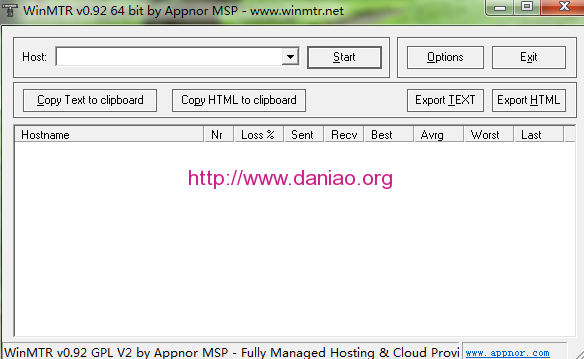 WinMTR v0.92 64 bit by Appnor MSP - www.winmtr.net
Host: Start Options Exit
Copy Text to clipboard Copy HTML to clipboard Export TEXT Export HTML
Hostname Nr Loss % Sent Recv Best Avrg Worst Last
http://www.daniao.org
WinMTR v0.92 GPL V2 by Appnor MSP - Fully Managed Hosting & Cloud Provi www.appnor.com